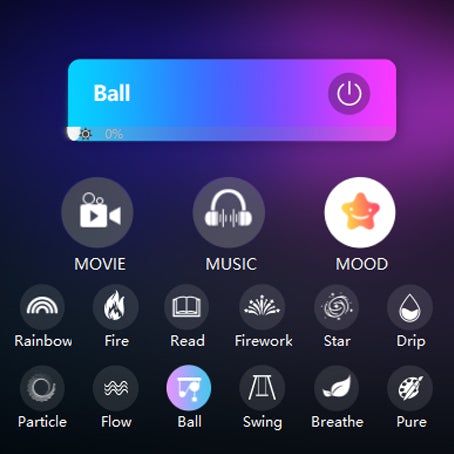 Ball
0%
MOVIE MUSIC MOOD
Rainbow Fire Read Firework Star Drip
Particle Flow Ball Swing Breathe Pure